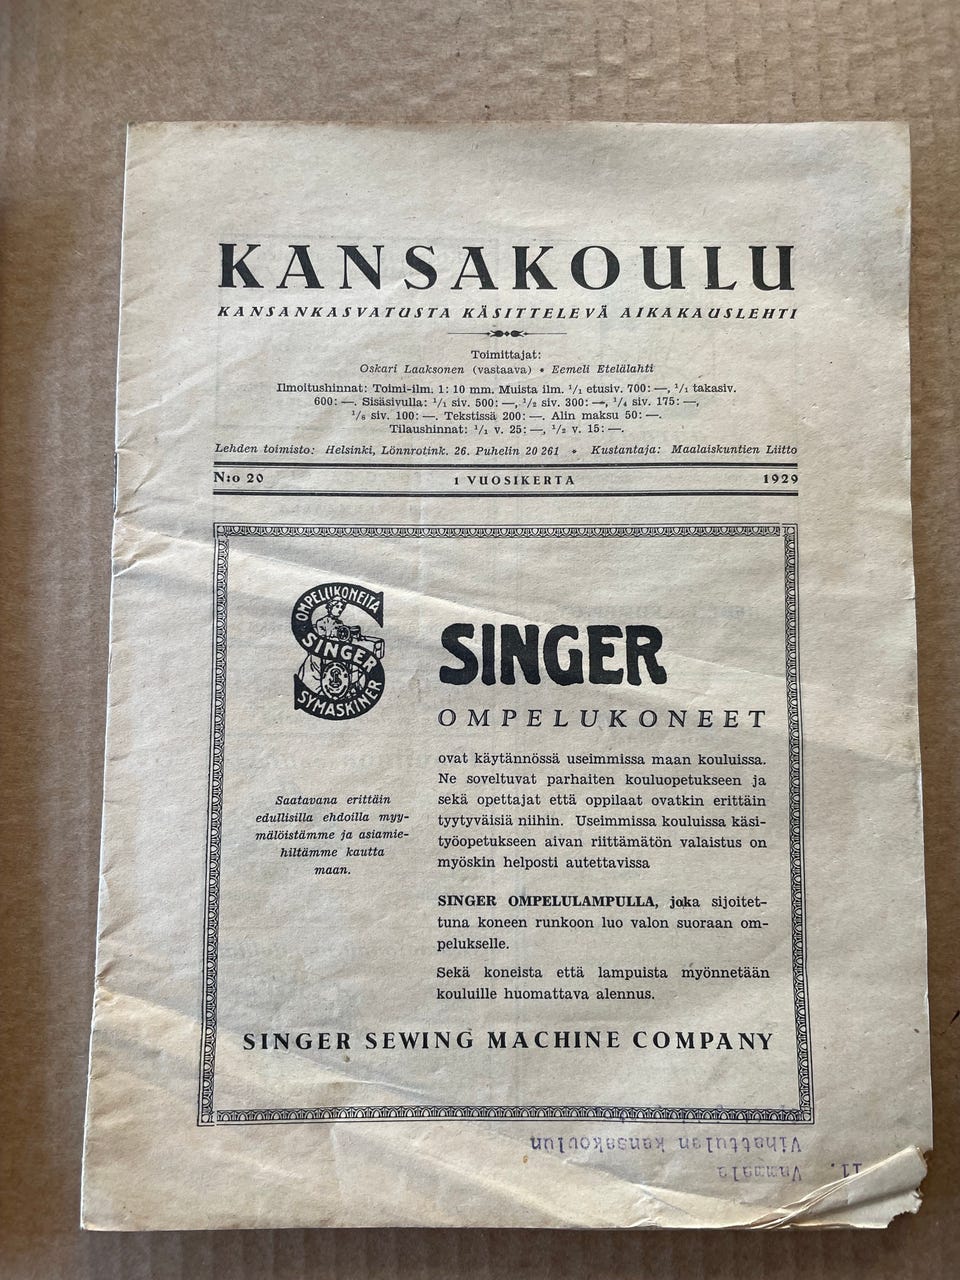 KANSAKOULU
KANSANKASVATUSTA KÄSITTELEVÄ AIKAKAUSLEHTI
Toimittajat:
Oskari Laaksonen (vastaava) • Eemeli Etelälahti
Ilmoitushinnat: Toimi-ilm. 1: 10 mm. Muista ilm. 1/1 etusiv. 700: —, 1/1 takasiv.
600: —. Sisäsivulla: 1/1 siv. 500: —, 1/2 siv. 300: —, 1/4 siv. 175: —,
1/8 siv. 100: —. Tekstissä 200: —. Alin maksu 50: —.
Tilaushinnat: 1/1 v. 25: —, 1/2 v. 15: —.
Lehden toimisto: Helsinki, Lönnrotink. 26. Puhelin 20 261 • Kustantaja: Maalaiskuntien Liitto
N:o 20 1 VUOSIKERTA 1929
OMPELUKONEITA
SINGER
SYMASKINER
SINGER
OMPELUKONEET
ovat käytännössä useimmissa maan kouluissa.
Ne soveltuvat parhaiten kouluopetukseen ja
sekä opettajat että oppilaat ovatkin erittäin
tyytyväisiä niihin. Useimmissa kouluissa käsi-
työopetukseen aivan riittämätön valaistus on
myöskin helposti autettavissa
Saatavana erittäin
edullisilla ehdoilla myy-
mälöistämme ja asiamie-
hiltämme kautta
maan.
SINGER OMPELULAMPULLA, joka sijoitet-
tuna koneen runkoon luo valon suoraan om-
pelukselle.
Sekä koneista että lampuista myönnetään
kouluille huomattava alennus.
SINGER SEWING MACHINE COMPANY
11. Vammala
Vihattulan kansakoulun